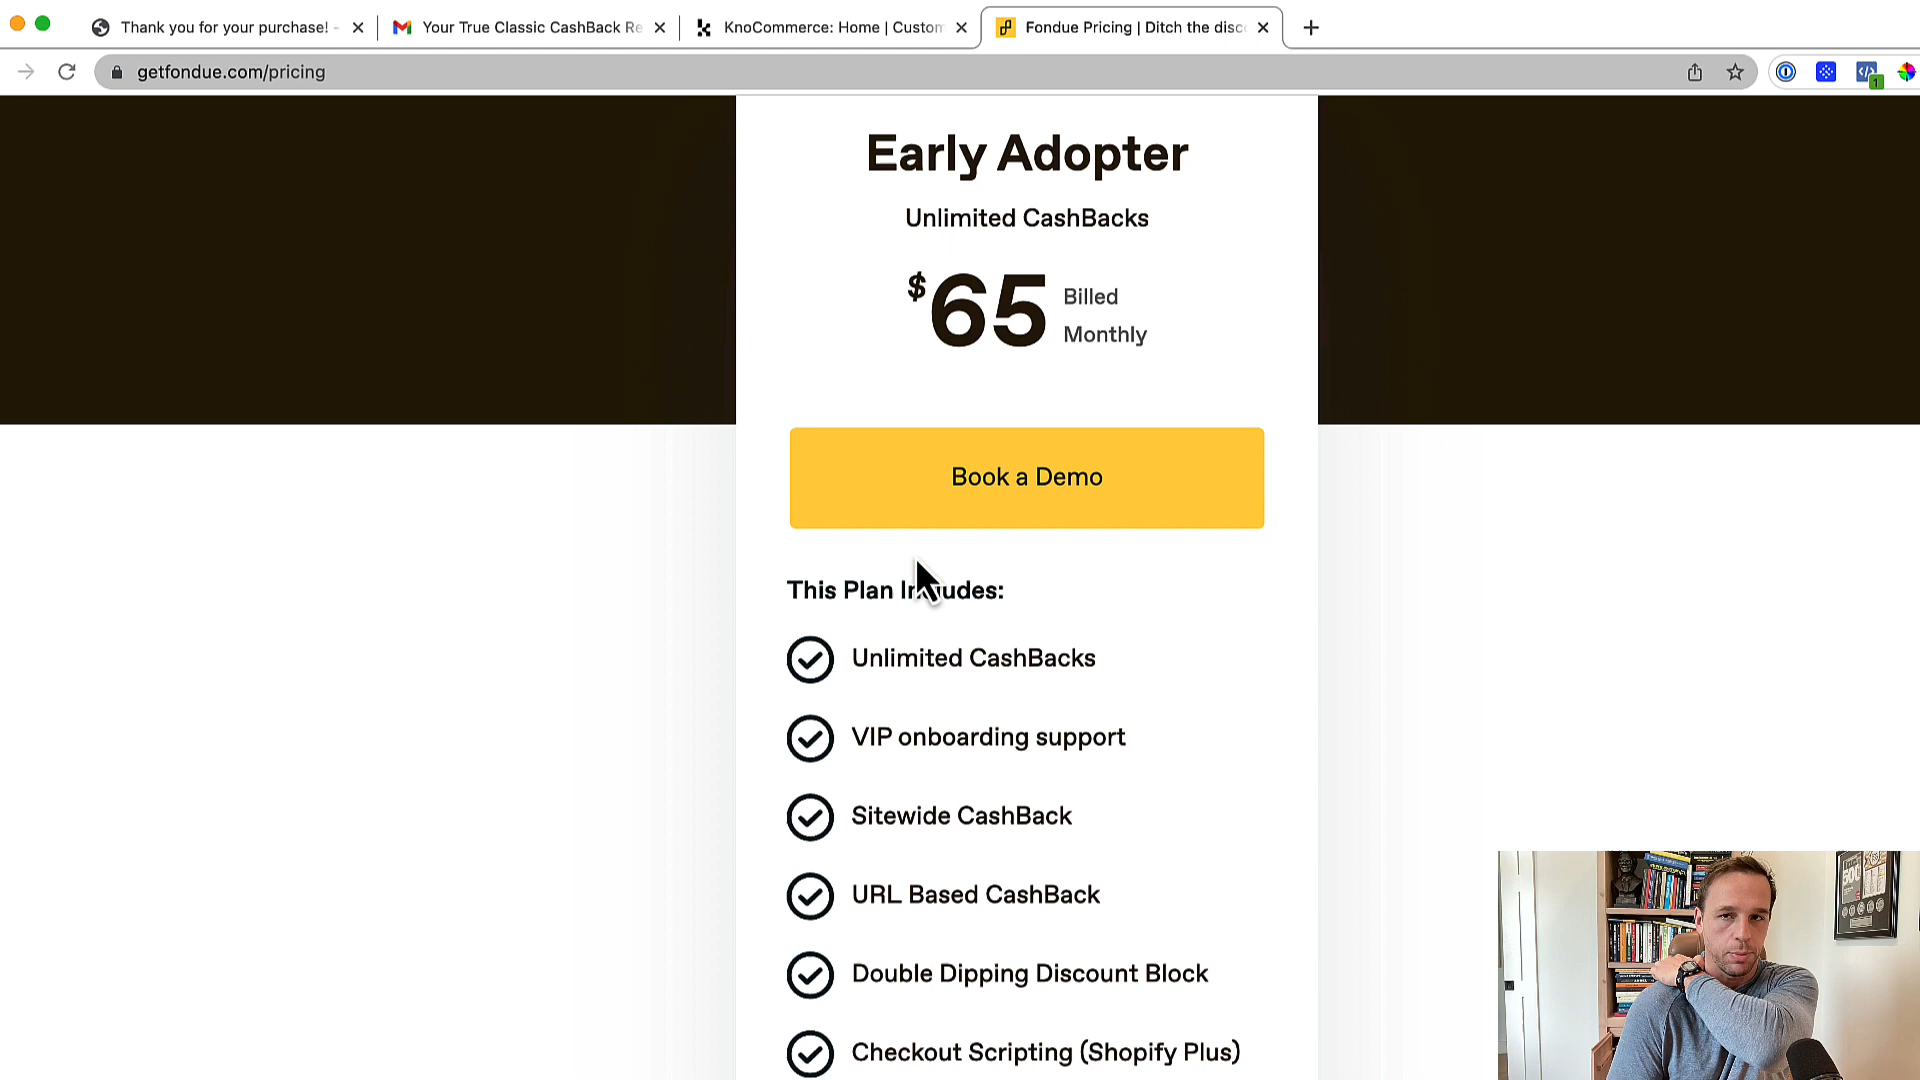 Thank you for your purchase! -
Your True Classic CashBack Re
KnoCommerce: Home | Custom
Fondue Pricing | Ditch the disc
getfondue.com/pricing
1
Early Adopter
Unlimited CashBacks
$65 Billed
Monthly
Book a Demo
This Plan Includes:
Unlimited CashBacks
VIP onboarding support
Sitewide CashBack
URL Based CashBack
Double Dipping Discount Block
Checkout Scripting (Shopify Plus)